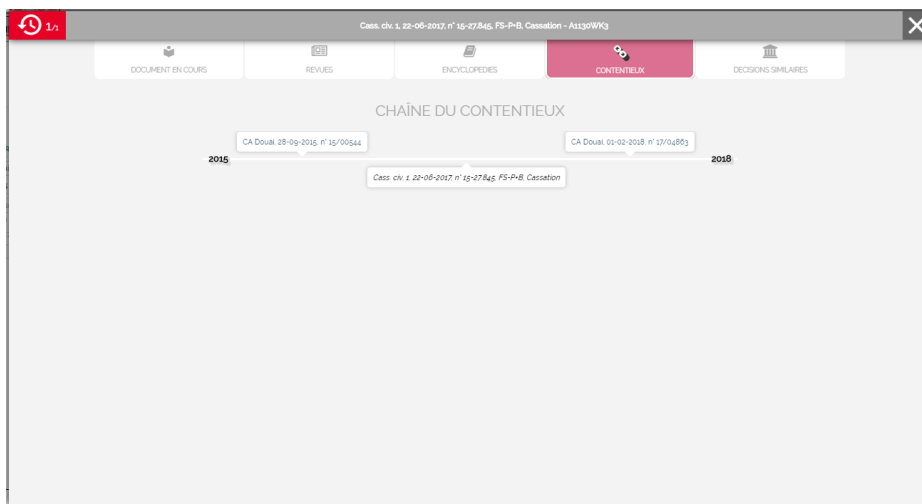 1/1
Cass. civ. 1, 22-06-2017, n° 15-27.845, FS-P+B, Cassation - A1130WK3
DOCUMENT EN COURS
REVUES
ENCYCLOPEDIES
CONTENTIEUX
DECISIONS SIMILAIRES
CHAÎNE DU CONTENTIEUX
CA Douai, 28-09-2015, n° 15/00544
CA Douai, 01-02-2018, n° 17/04863
2015
2018
Cass. civ. 1, 22-06-2017, n° 15-27.845, FS-P+B, Cassation